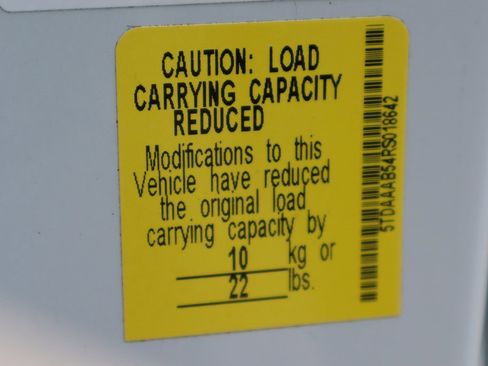 CAUTION: LOAD
CARRYING CAPACITY
REDUCED
Modifications to this
Vehicle have reduced
the original load
carrying capacity by
10 kg or
22 lbs.
5TDAAAB54RS018642